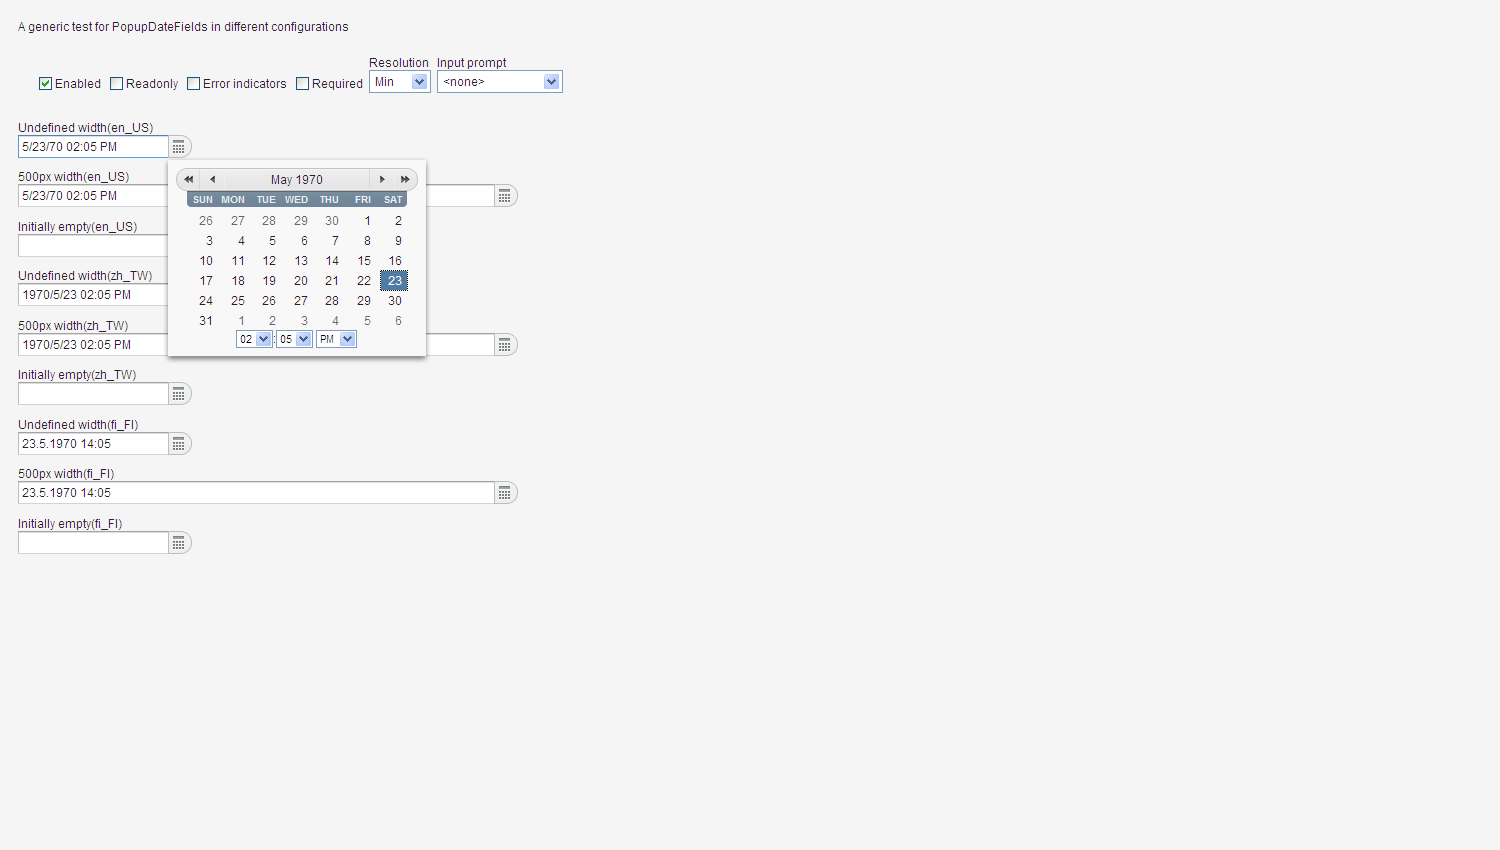 A generic test for PopupDateFields in different configurations
Resolution Input prompt
Enabled Readonly Error indicators Required Min <none>
Undefined width(en_US)
5/23/70 02:05 PM
500px width(en_US)
5/23/70 02:05 PM
Initially empty(en_US)
Undefined width(zh_TW)
1970/5/23 02:05 PM
500px width(zh_TW)
1970/5/23 02:05 PM
Initially empty(zh_TW)
Undefined width(fi_FI)
23.5.1970 14:05
500px width(fi_FI)
23.5.1970 14:05
Initially empty(fi_FI)
May 1970
SUN MON TUE WED THU FRI SAT
26 27 28 29 30 1 2
3 4 5 6 7 8 9
10 11 12 13 14 15 16
17 18 19 20 21 22 23
24 25 26 27 28 29 30
31 1 2 3 4 5 6
02 : 05 PM